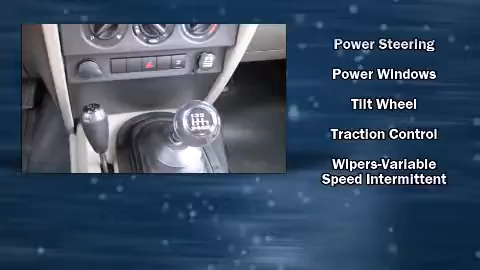 Power Steering
Power Windows
Tilt Wheel
Traction Control
Wipers-Variable
Speed Intermittent